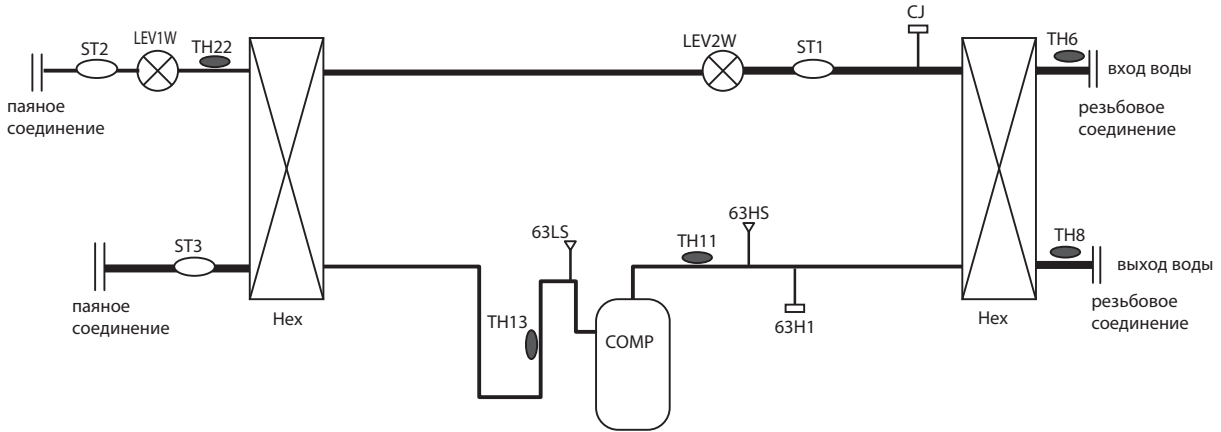 CJ
ST2
LEV1W
TH22
LEV2W
ST1
TH6
вход воды
паяное
соединение
резьбовое
соединение
ST3
63LS
TH11
63HS
TH8
выход воды
паяное
соединение
Hex
TH13
COMP
63H1
Hex
резьбовое
соединение